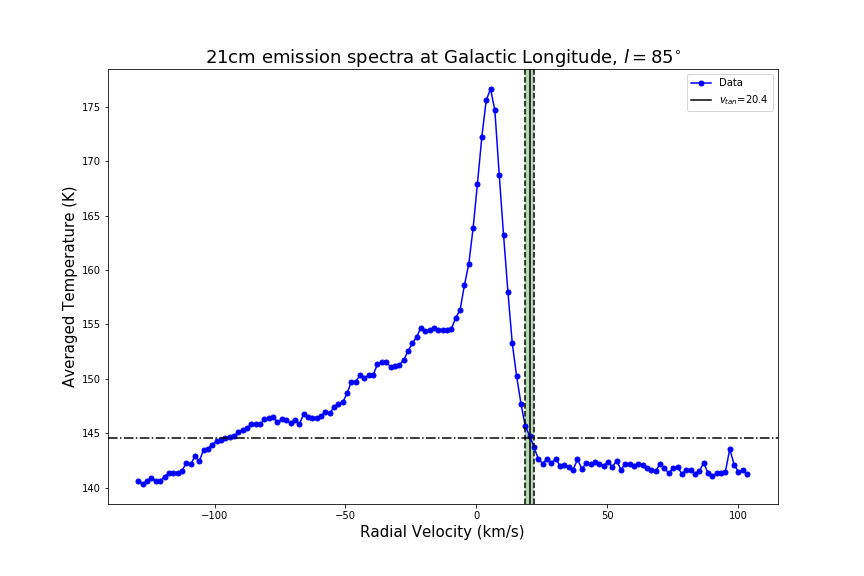 21cm emission spectra at Galactic Longitude, l = 85°
Data
v_tan=20.4
175
170
165
160
155
150
145
140
Averaged Temperature (K)
−100
−50
0
50
100
Radial Velocity (km/s)